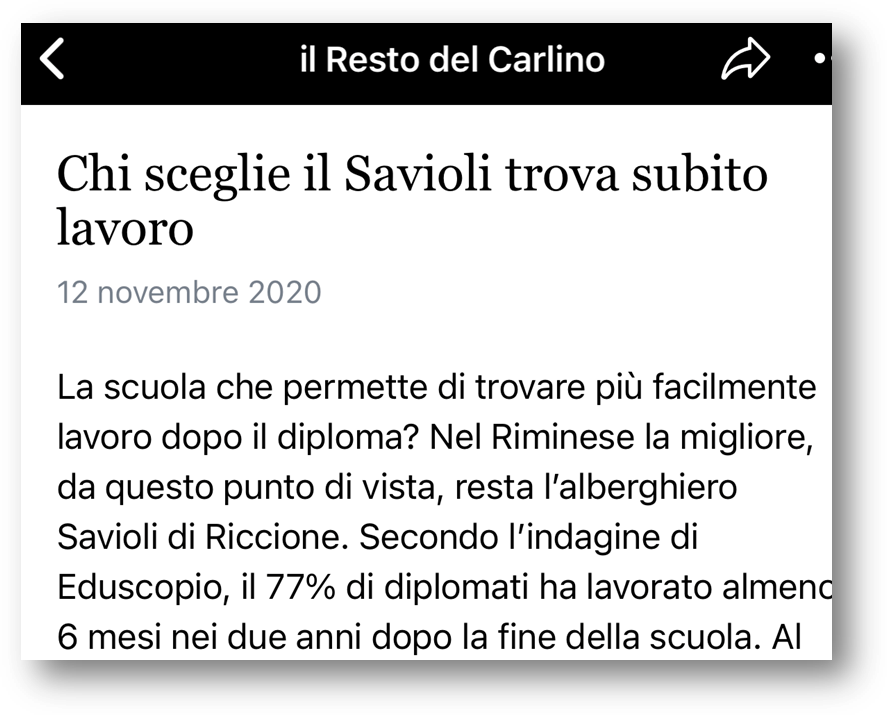 il Resto del Carlino
Chi sceglie il Savioli trova subito
lavoro
12 novembre 2020
La scuola che permette di trovare più facilmente
lavoro dopo il diploma? Nel Riminese la migliore,
da questo punto di vista, resta l’alberghiero
Savioli di Riccione. Secondo l’indagine di
Eduscopio, il 77% di diplomati ha lavorato almeno
6 mesi nei due anni dopo la fine della scuola. Al